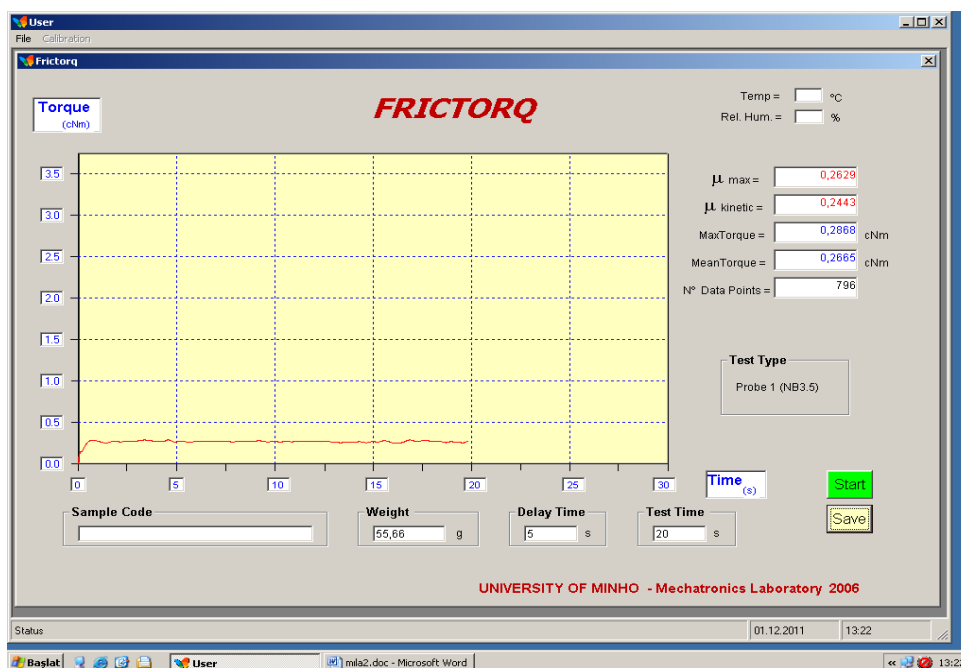 User
File Calibration
Frictorq
Torque
(cNm)
FRICTORQ
Temp = °C
Rel. Hum. = %
3.5
3.0
2.5
2.0
1.5
1.0
0.5
0.0
0 5 10 15 20 25 30
Time
(s)
μ max = 0,2629
μ kinetic = 0,2443
MaxTorque = 0,2868 cNm
MeanTorque = 0,2665 cNm
N° Data Points = 796
Test Type
Probe 1 (NB3.5)
Start
Save
Sample Code
Weight
55,66 g
Delay Time
5 s
Test Time
20 s
UNIVERSITY OF MINHO - Mechatronics Laboratory 2006
Status 01.12.2011 13:22
Başlat User mla2.doc - Microsoft Word